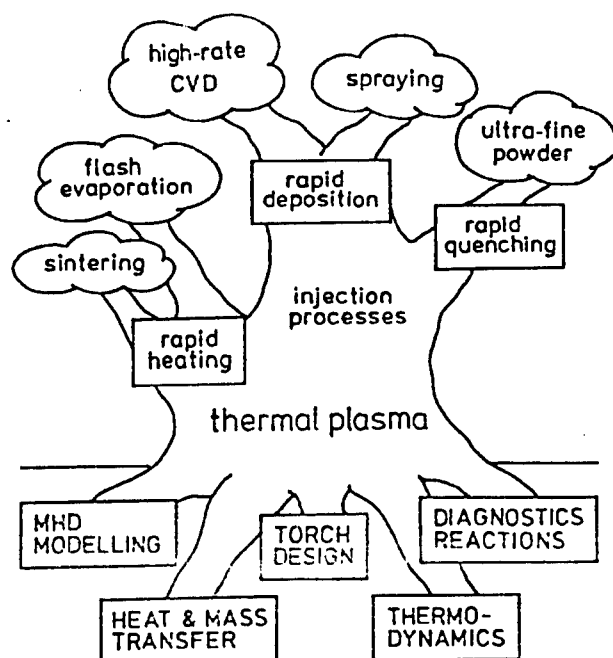 high-rate
CVD
spraying
ultra-fine
powder
flash
evaporation
rapid
deposition
rapid
quenching
sintering
injection
processes
rapid
heating
thermal plasma
MHD
MODELLING
TORCH
DESIGN
DIAGNOSTICS
REACTIONS
HEAT & MASS
TRANSFER
THERMO-
DYNAMICS